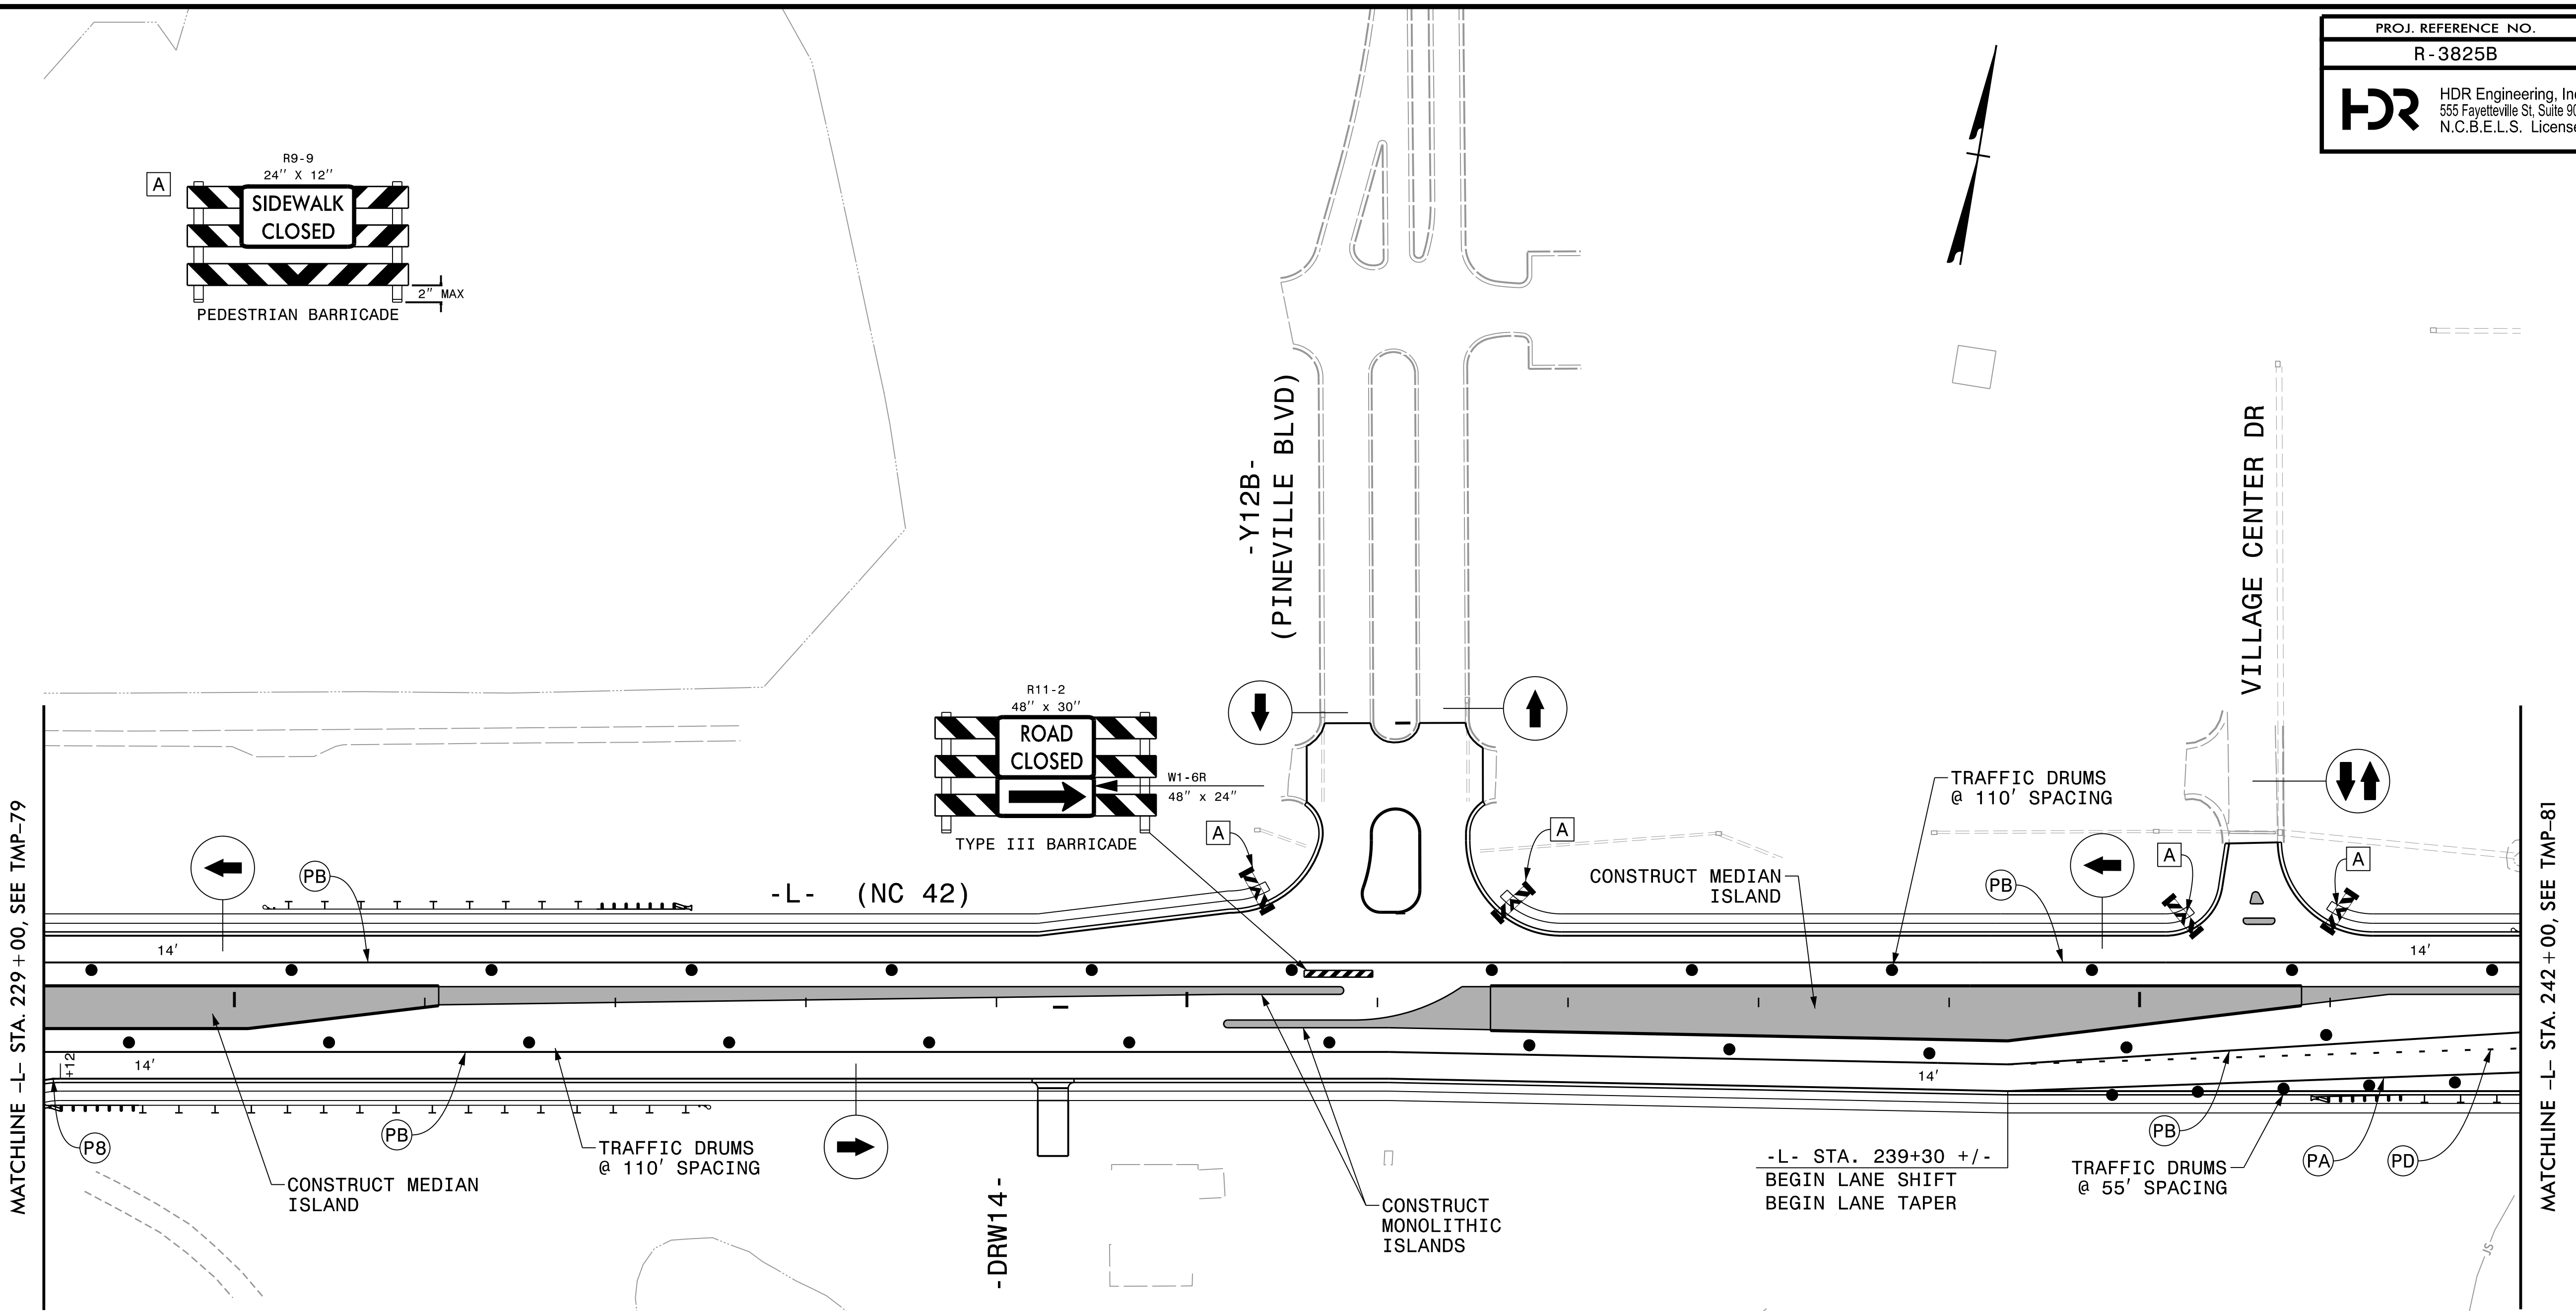 PROJ. REFERENCE NO.
R-3825B
HDR
HDR Engineering, Inc
555 Fayetteville St, Suite 90
N.C.B.E.L.S. License
R9-9
24'' X 12''
A
SIDEWALK
CLOSED
2" MAX
PEDESTRIAN BARRICADE
-Y12B-
(PINEVILLE BLVD)
VILLAGE CENTER DR
R11-2
48'' x 30''
ROAD
CLOSED
W1-6R
48" x 24"
TYPE III BARRICADE
TRAFFIC DRUMS
@ 110' SPACING
A
A
A
A
PB
-L- (NC 42)
CONSTRUCT MEDIAN
ISLAND
PB
14'
14'
MATCHLINE -L- STA. 229+00, SEE TMP-79
MATCHLINE -L- STA. 242+00, SEE TMP-81
+12
14'
14'
P8
PB
TRAFFIC DRUMS
@ 110' SPACING
CONSTRUCT MEDIAN
ISLAND
-DRW14-
CONSTRUCT
MONOLITHIC
ISLANDS
-L- STA. 239+30 +/-
BEGIN LANE SHIFT
BEGIN LANE TAPER
PB
TRAFFIC DRUMS
@ 55' SPACING
PA
PD
JS